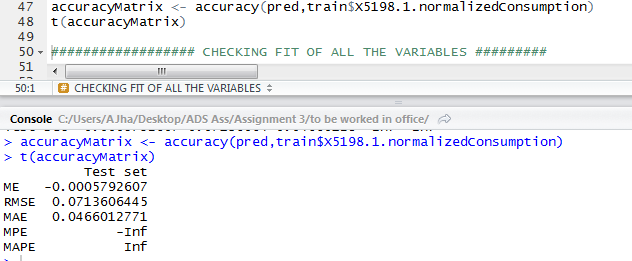 47 accuracyMatrix <- accuracy(pred,train$X5198.1.normalizedConsumption)
48 t(accuracyMatrix)
49
50 ################# CHECKING FIT OF ALL THE VARIABLES #########
51
50:1 # CHECKING FIT OF ALL THE VARIABLES
Console C:/Users/AJha/Desktop/ADS Ass/Assignment 3/to be worked in office/
> accuracyMatrix <- accuracy(pred,train$X5198.1.normalizedConsumption)
> t(accuracyMatrix)
Test set
ME -0.0005792607
RMSE 0.0713606445
MAE 0.0466012771
MPE -Inf
MAPE Inf
>